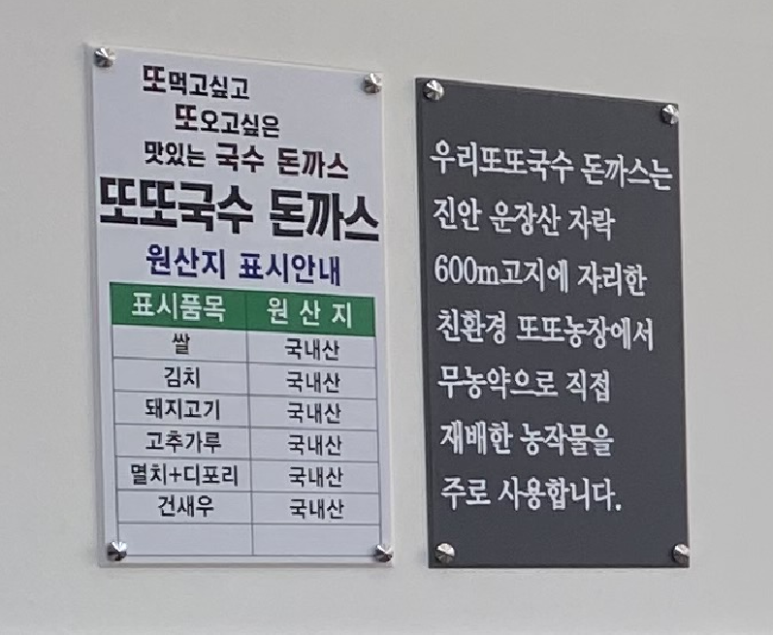 또먹고싶고
또오고싶은
맛있는 국수 돈까스
또또국수 돈까스
원산지 표시안내
표시품목 원 산 지
쌀 국내산
김치 국내산
돼지고기 국내산
고추가루 국내산
멸치+디포리 국내산
건새우 국내산
우리또또국수 돈까스는
진안 운장산 자락
600m고지에 자리한
친환경 또또농장에서
무농약으로 직접
재배한 농작물을
주로 사용합니다.